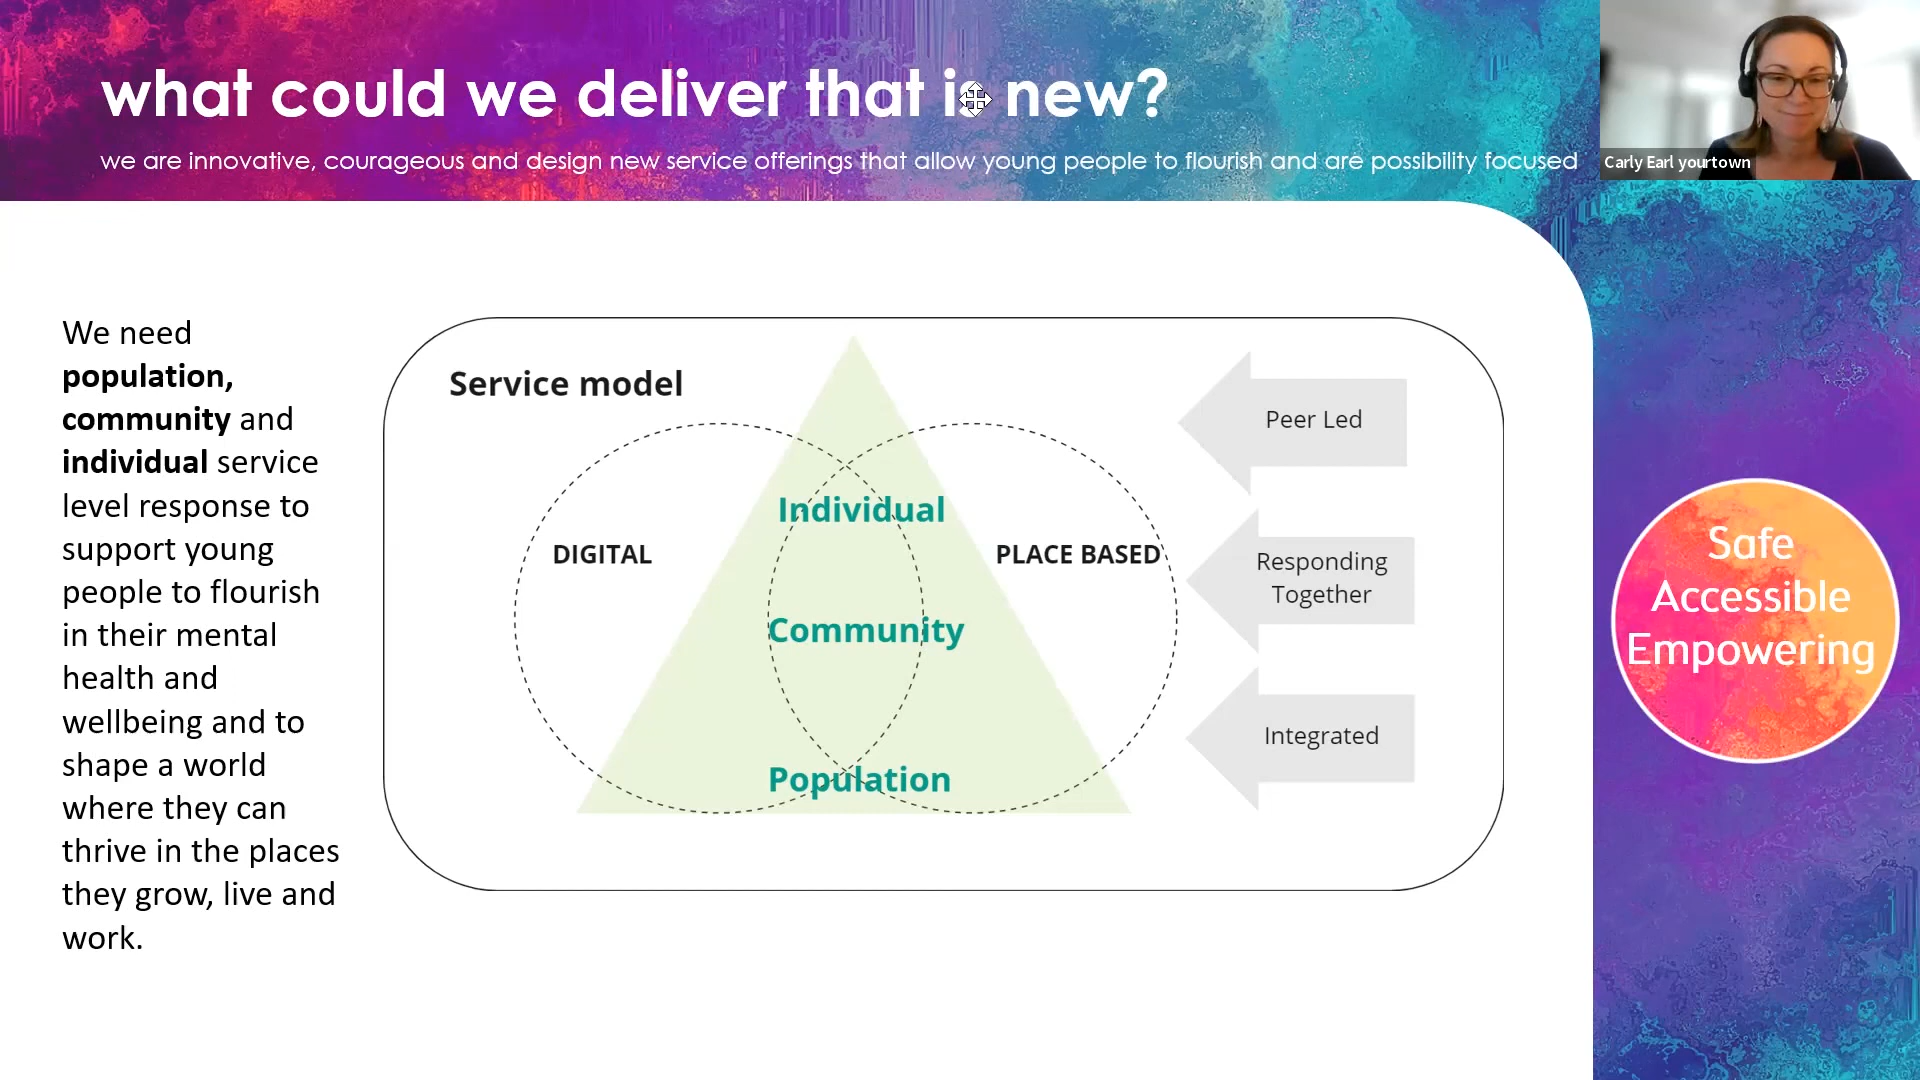 what could we deliver that is new?
we are innovative, courageous and design new service offerings that allow young people to flourish and are possibility focused
Carly Earl yourtown
We need
population,
community and
individual service
level response to
support young
people to flourish
in their mental
health and
wellbeing and to
shape a world
where they can
thrive in the places
they grow, live and
work.
Service model
Individual
DIGITAL
PLACE BASED
Community
Population
Peer Led
Responding
Together
Integrated
Safe
Accessible
Empowering